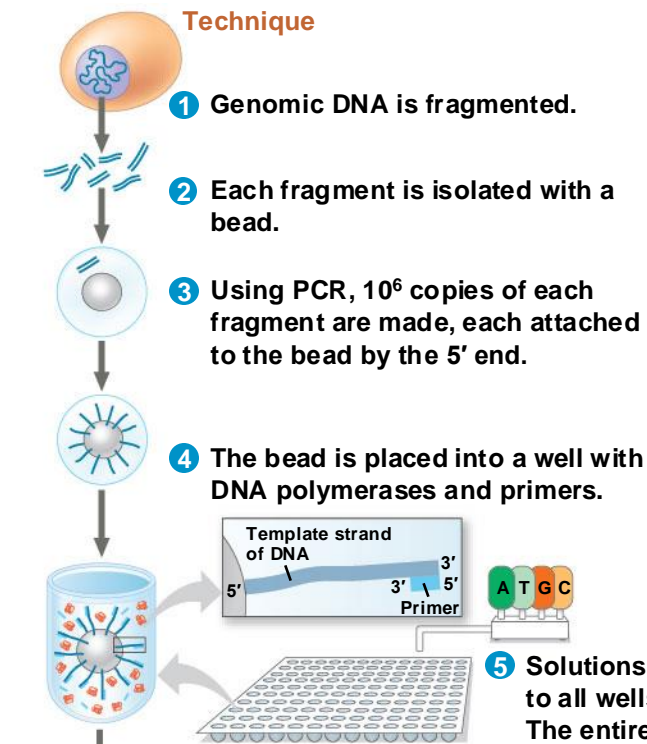 Technique
1 Genomic DNA is fragmented.
2 Each fragment is isolated with a
bead.
3 Using PCR, 10⁶ copies of each
fragment are made, each attached
to the bead by the 5′ end.
4 The bead is placed into a well with
DNA polymerases and primers.
Template strand
of DNA
3′
5′
3′
5′
Primer
A T G C
5 Solutions
to all wells
The entire